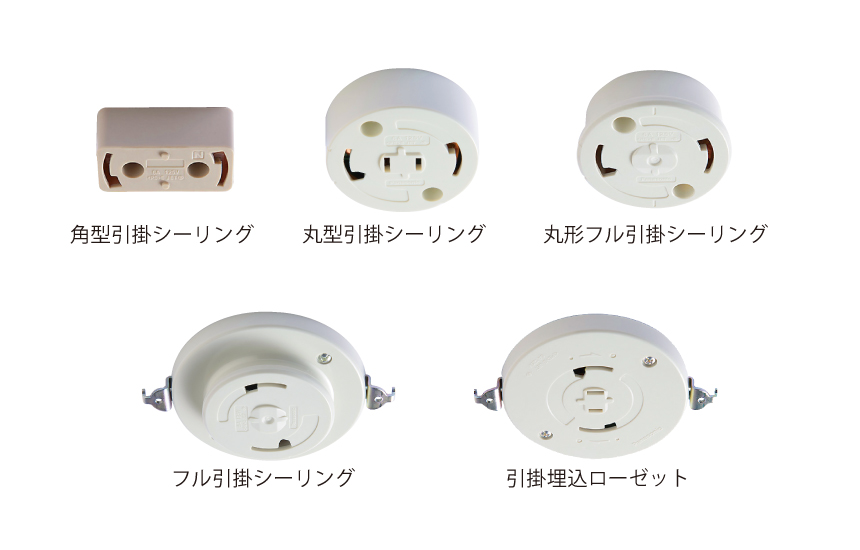 角型引掛シーリング
丸型引掛シーリング
丸形フル引掛シーリング
フル引掛シーリング
引掛埋込ローゼット